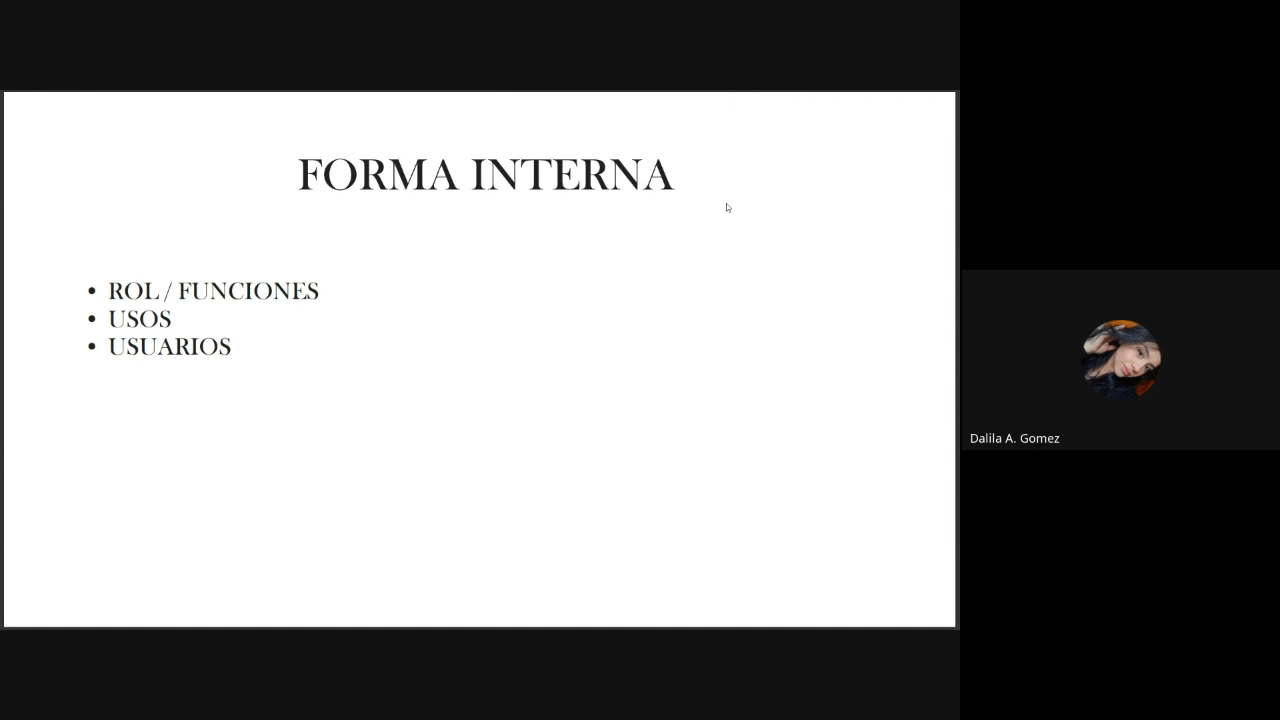 FORMA INTERNA
• ROL / FUNCIONES
• USOS
• USUARIOS
Dalila A. Gomez